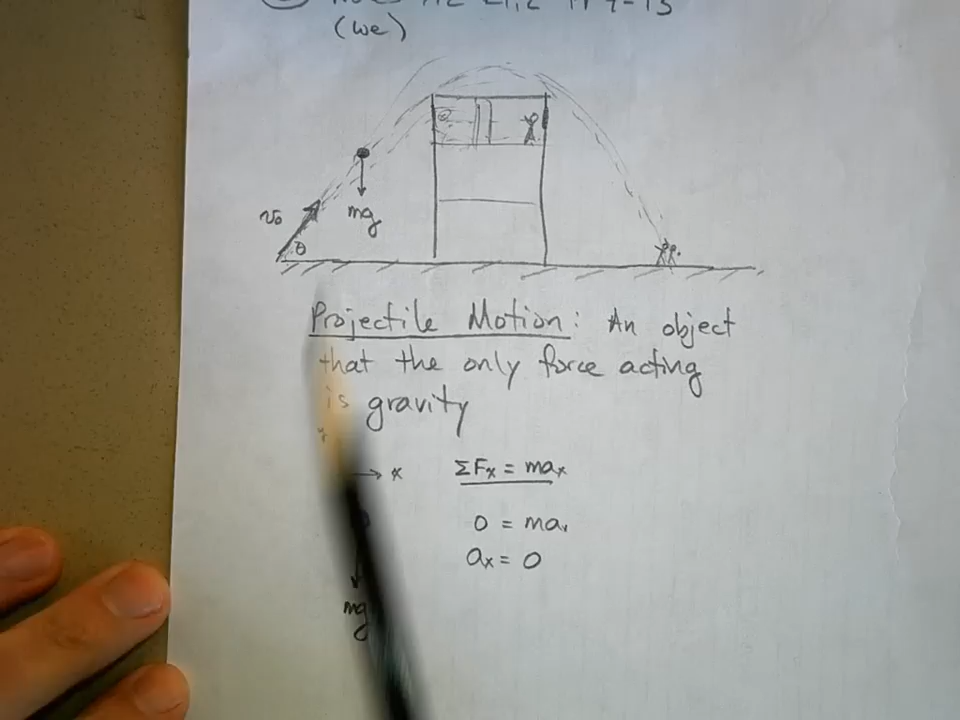 (we)
v₀
θ
mg
Projectile Motion: An object
that the only force acting
is gravity
x
ΣFx = max
0 = max
ax = 0
mg